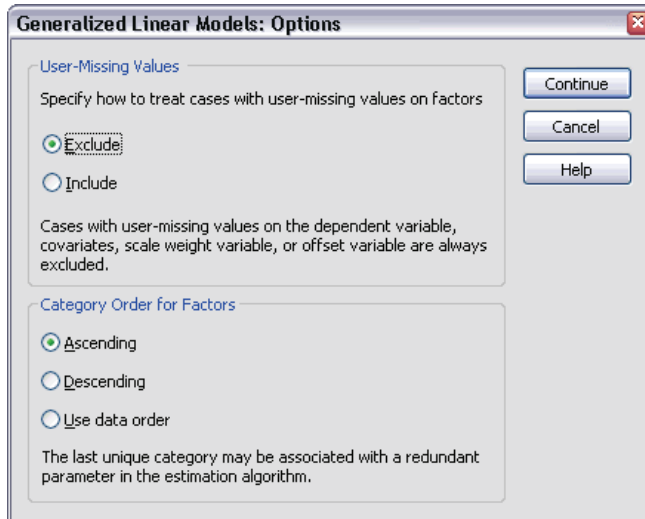 Generalized Linear Models: Options
User-Missing Values
Specify how to treat cases with user-missing values on factors
Exclude
Include
Cases with user-missing values on the dependent variable,
covariates, scale weight variable, or offset variable are always
excluded.
Category Order for Factors
Ascending
Descending
Use data order
The last unique category may be associated with a redundant
parameter in the estimation algorithm.
Continue
Cancel
Help